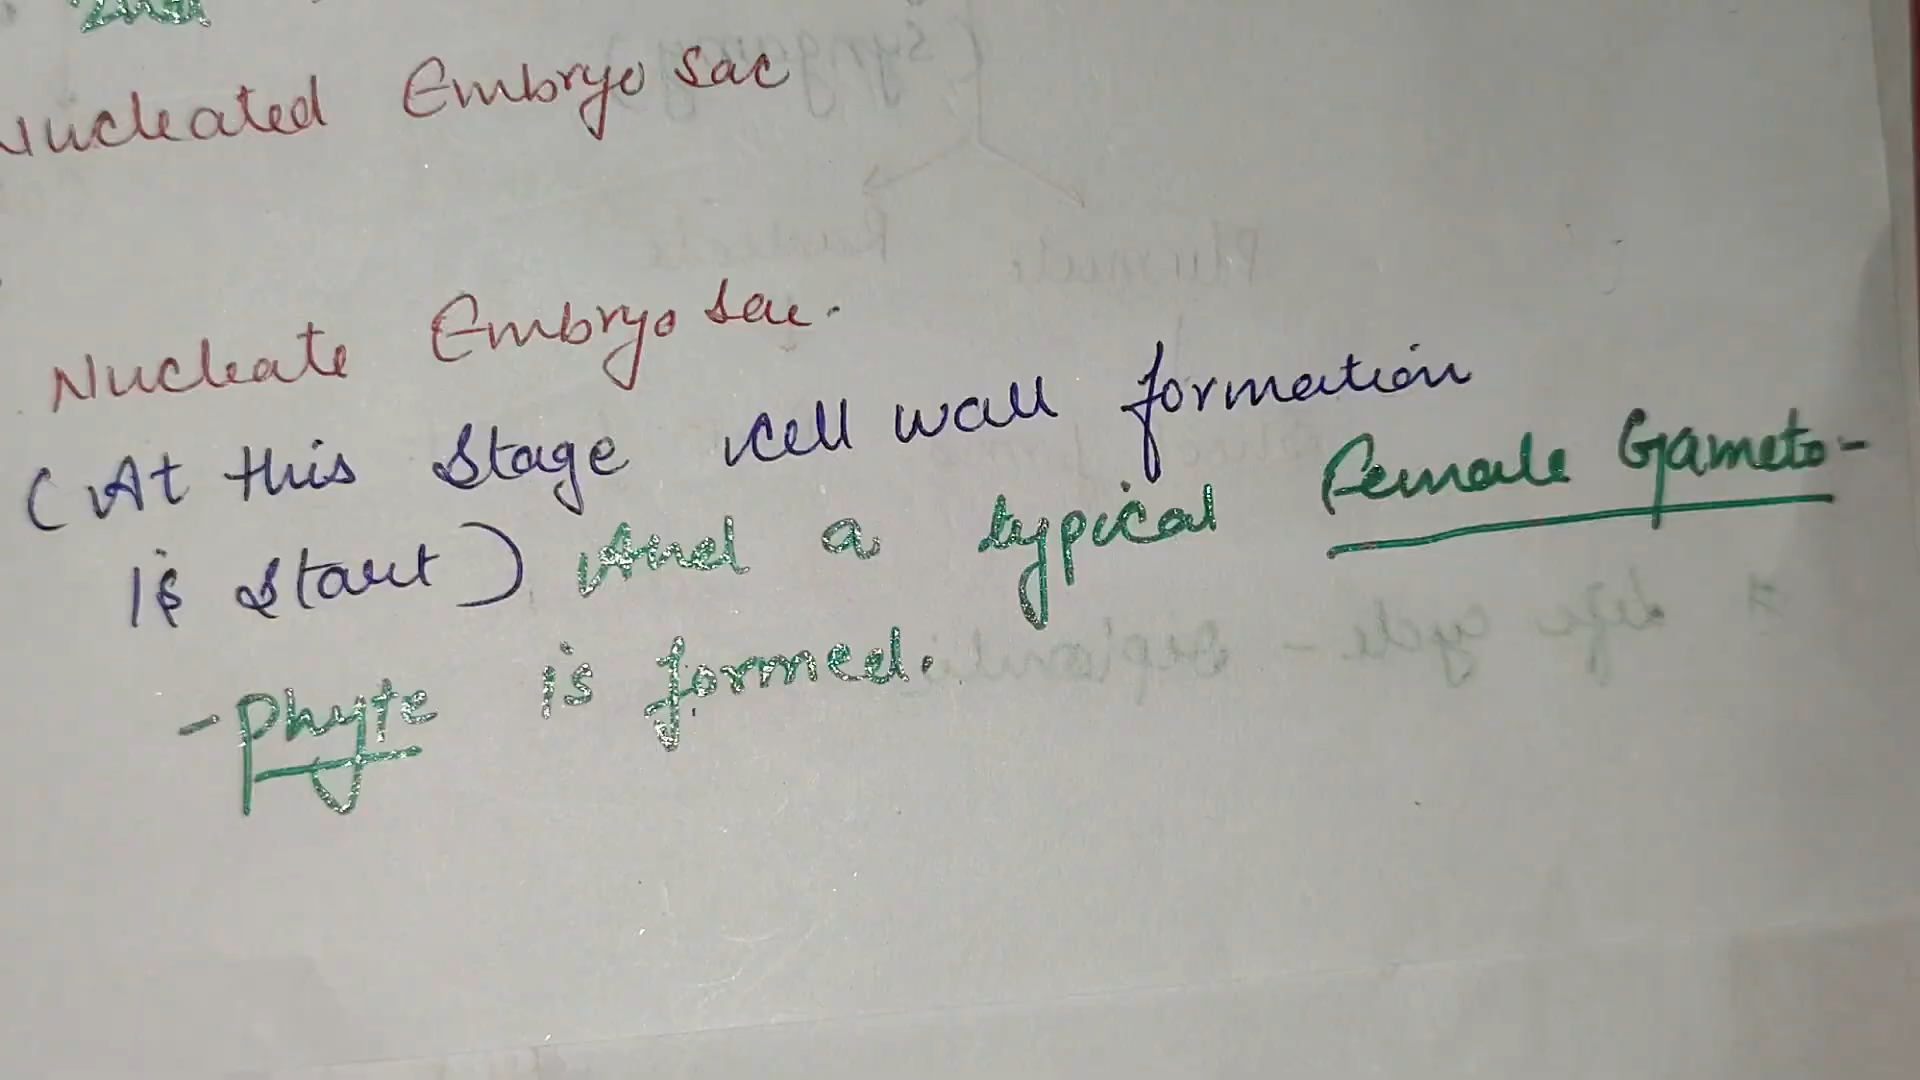 Nucleated Embryo sac
Nucleate Embryo sac.
(At this stage cell wall formation
is start) And a typical Female Gameto-
-phyte is formed.